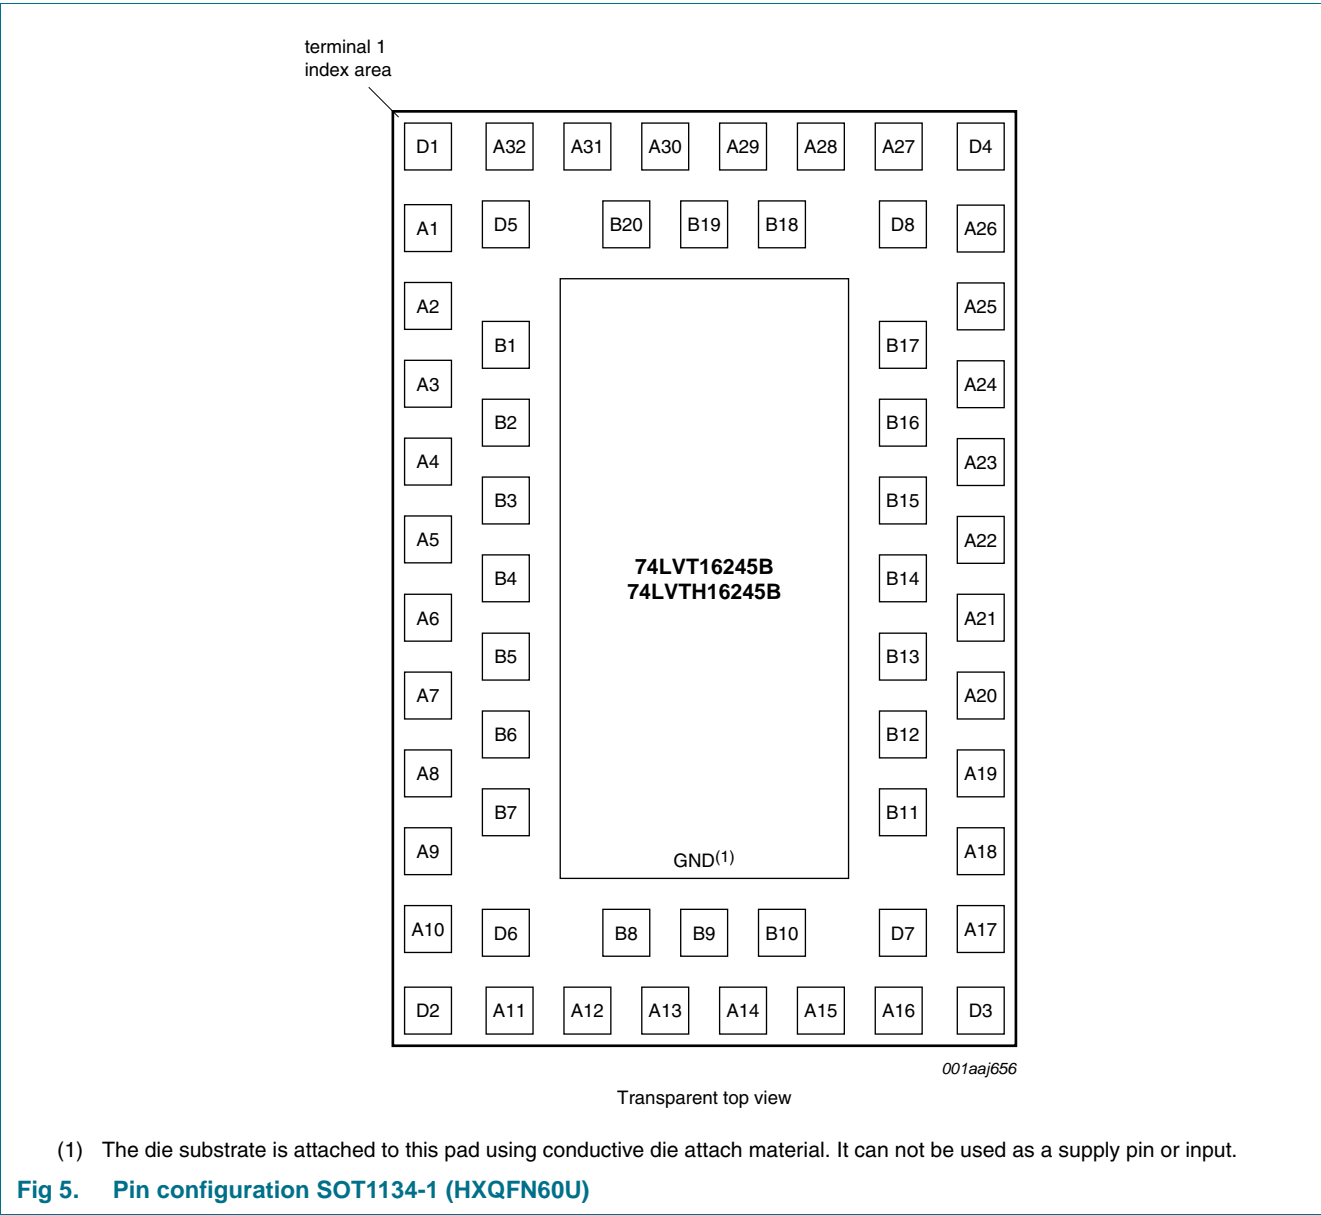 terminal 1
index area
D1 A32 A31 A30 A29 A28 A27 D4
A1 D5 B20 B19 B18 D8 A26
A2 A25
B1 B17
A3 A24
B2 B16
A4 A23
B3 B15
A5 A22
74LVT16245B
B4 B14
74LVTH16245B
A6 A21
B5 B13
A7 A20
B6 B12
A8 A19
B7 B11
A9 A18
GND(1)
A10 D6 B8 B9 B10 D7 A17
D2 A11 A12 A13 A14 A15 A16 D3
001aaj656
Transparent top view
(1) The die substrate is attached to this pad using conductive die attach material. It can not be used as a supply pin or input.
Fig 5. Pin configuration SOT1134-1 (HXQFN60U)